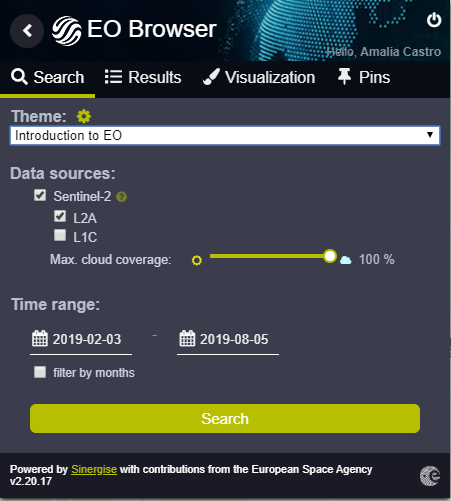 EO Browser
Hello, Amalia Castro
Search Results Visualization Pins
Theme:
Introduction to EO
Data sources:
Sentinel-2
L2A
L1C
Max. cloud coverage: 100 %
Time range:
2019-02-03 - 2019-08-05
filter by months
Search
Powered by Sinergise with contributions from the European Space Agency
v2.20.17